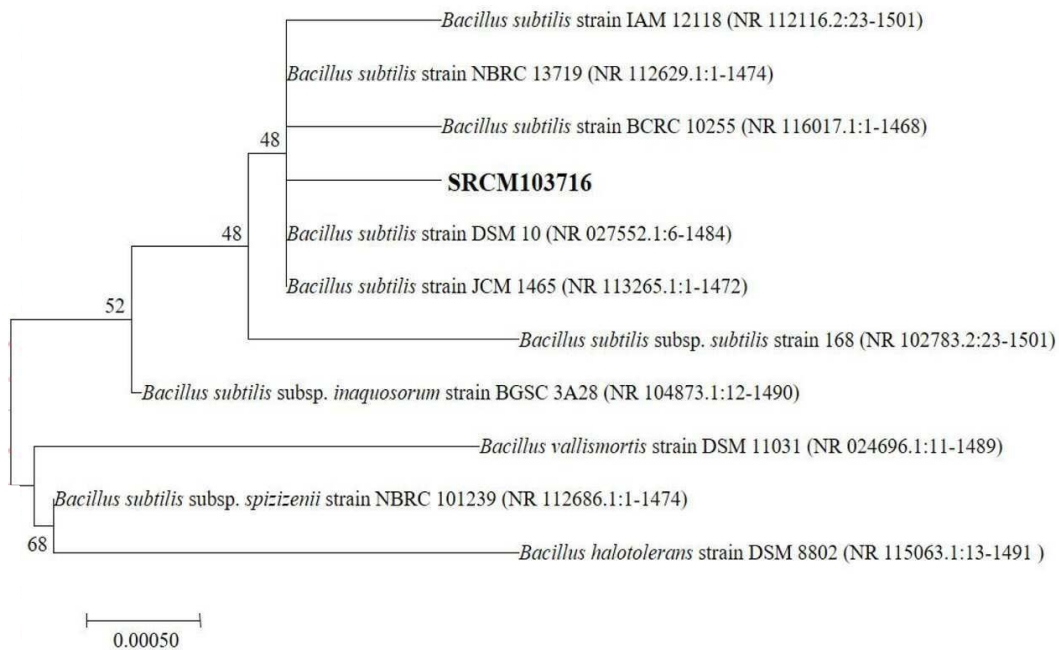 Bacillus subtilis strain IAM 12118 (NR 112116.2:23-1501)
Bacillus subtilis strain NBRC 13719 (NR 112629.1:1-1474)
Bacillus subtilis strain BCRC 10255 (NR 116017.1:1-1468)
48
SRCM103716
48
Bacillus subtilis strain DSM 10 (NR 027552.1:6-1484)
Bacillus subtilis strain JCM 1465 (NR 113265.1:1-1472)
52
Bacillus subtilis subsp. subtilis strain 168 (NR 102783.2:23-1501)
Bacillus subtilis subsp. inaquosorum strain BGSC 3A28 (NR 104873.1:12-1490)
Bacillus vallismortis strain DSM 11031 (NR 024696.1:11-1489)
Bacillus subtilis subsp. spizizenii strain NBRC 101239 (NR 112686.1:1-1474)
68
Bacillus halotolerans strain DSM 8802 (NR 115063.1:13-1491 )
0.00050